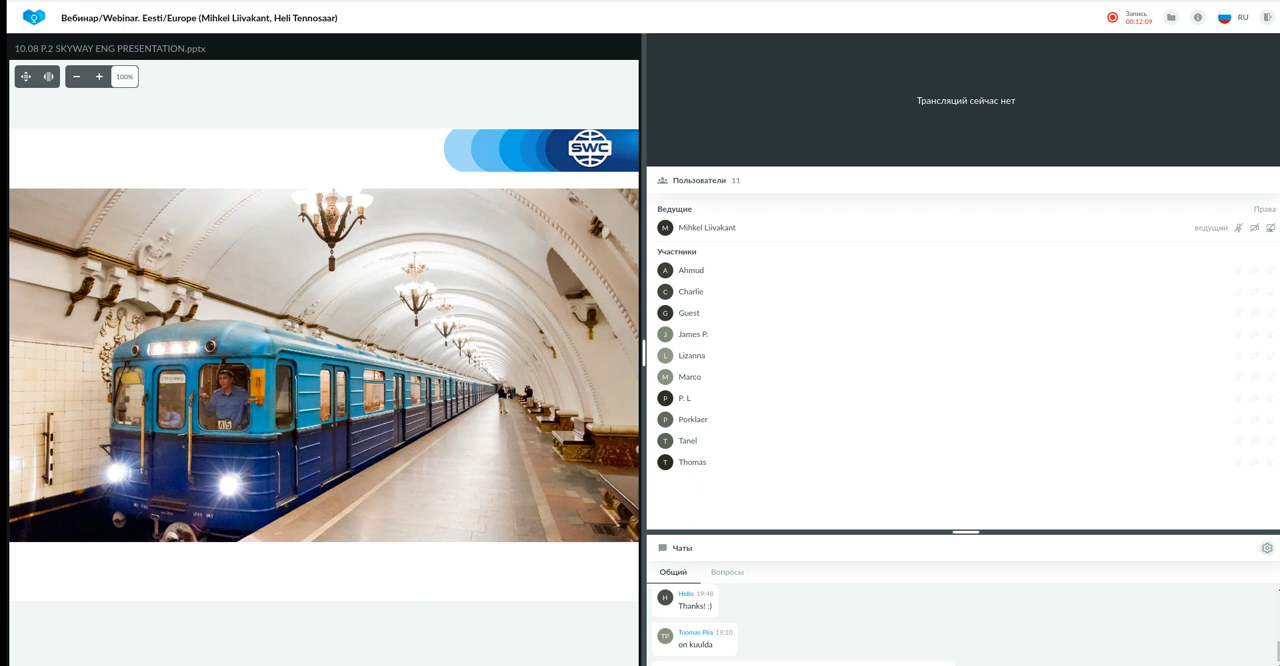 Вебинар/Webinar. Eesti/Europe (Mihkel Liivakant, Heli Tennosaar)
Запись
00:12:09
RU
10.08 P.2 SKYWAY ENG PRESENTATION.pptx
100%
SWC
Трансляций сейчас нет
Пользователи 11
Ведущие
Права
M
Mihkel Liivakant
ведущий
Участники
A Ahmud
C Charlie
G Guest
J James P.
L Lizanna
M Marco
P P. L
P Porklaer
T Tanel
T Thomas
Чаты
Общий
Вопросы
H
Hello 19:48
Thanks! :)
TP
Toomas Pila 19:10
on kuulda